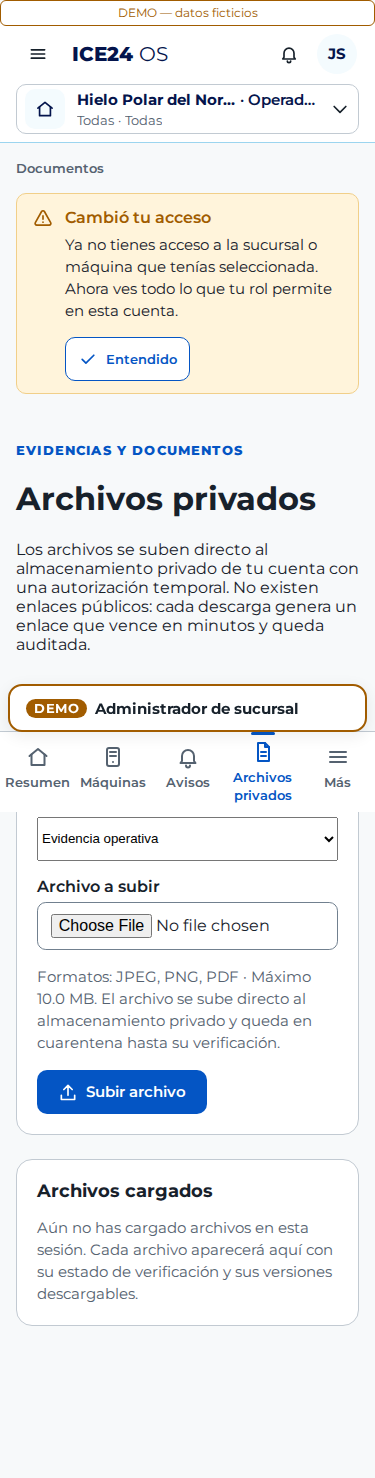 DEMO — datos ficticios
ICE24 OS
JS
Hielo Polar del Nor... · Operad...
Todas · Todas
Documentos
Cambió tu acceso
Ya no tienes acceso a la sucursal o
máquina que tenías seleccionada.
Ahora ves todo lo que tu rol permite
en esta cuenta.
Entendido
EVIDENCIAS Y DOCUMENTOS
Archivos privados
Los archivos se suben directo al
almacenamiento privado de tu cuenta con
una autorización temporal. No existen
enlaces públicos: cada descarga genera un
enlace que vence en minutos y queda
auditada.
DEMO Administrador de sucursal
Resumen Máquinas Avisos Archivos privados Más
Evidencia operativa
Archivo a subir
Choose File No file chosen
Formatos: JPEG, PNG, PDF · Máximo
10.0 MB. El archivo se sube directo al
almacenamiento privado y queda en
cuarentena hasta su verificación.
Subir archivo
Archivos cargados
Aún no has cargado archivos en esta
sesión. Cada archivo aparecerá aquí con
su estado de verificación y sus versiones
descargables.